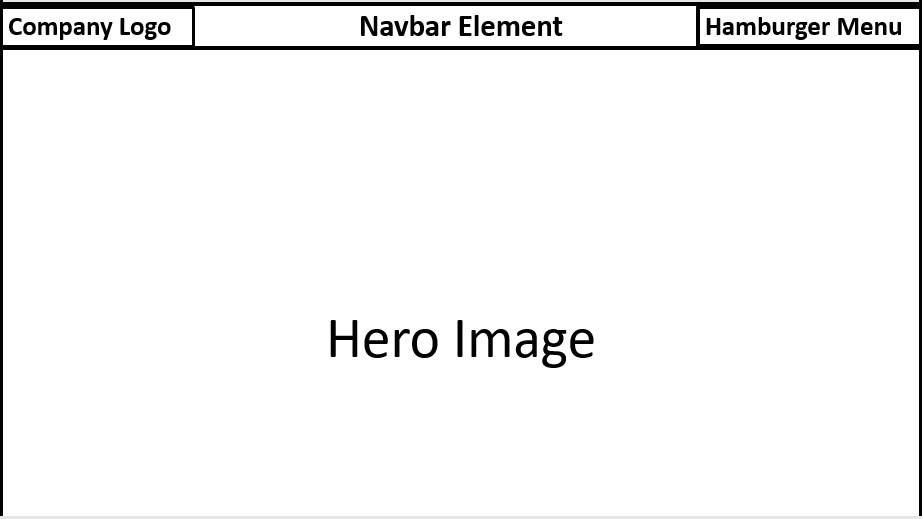 Company Logo
Navbar Element
Hamburger Menu
Hero Image